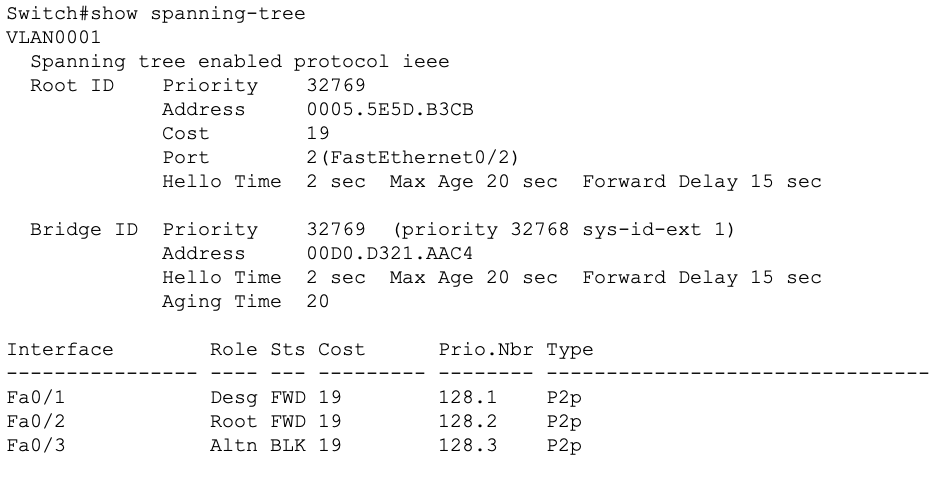 Switch#show spanning-tree
VLAN0001
  Spanning tree enabled protocol ieee
  Root ID    Priority    32769
             Address     0005.5E5D.B3CB
             Cost        19
             Port        2(FastEthernet0/2)
             Hello Time  2 sec  Max Age 20 sec  Forward Delay 15 sec

  Bridge ID  Priority    32769  (priority 32768 sys-id-ext 1)
             Address     00D0.D321.AAC4
             Hello Time  2 sec  Max Age 20 sec  Forward Delay 15 sec
             Aging Time  20

Interface        Role Sts Cost      Prio.Nbr Type
---------------- ---- --- --------- -------- --------------------------------
Fa0/1            Desg FWD 19        128.1    P2p
Fa0/2            Root FWD 19        128.2    P2p
Fa0/3            Altn BLK 19        128.3    P2p